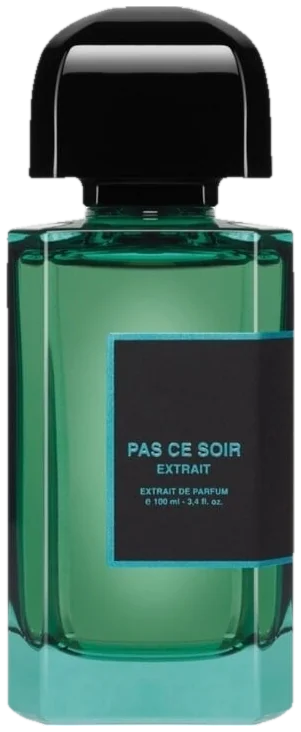 PAS CE SOIR
EXTRAIT
EXTRAIT DE PARFUM
e 100 ml - 3,4 fl. oz.